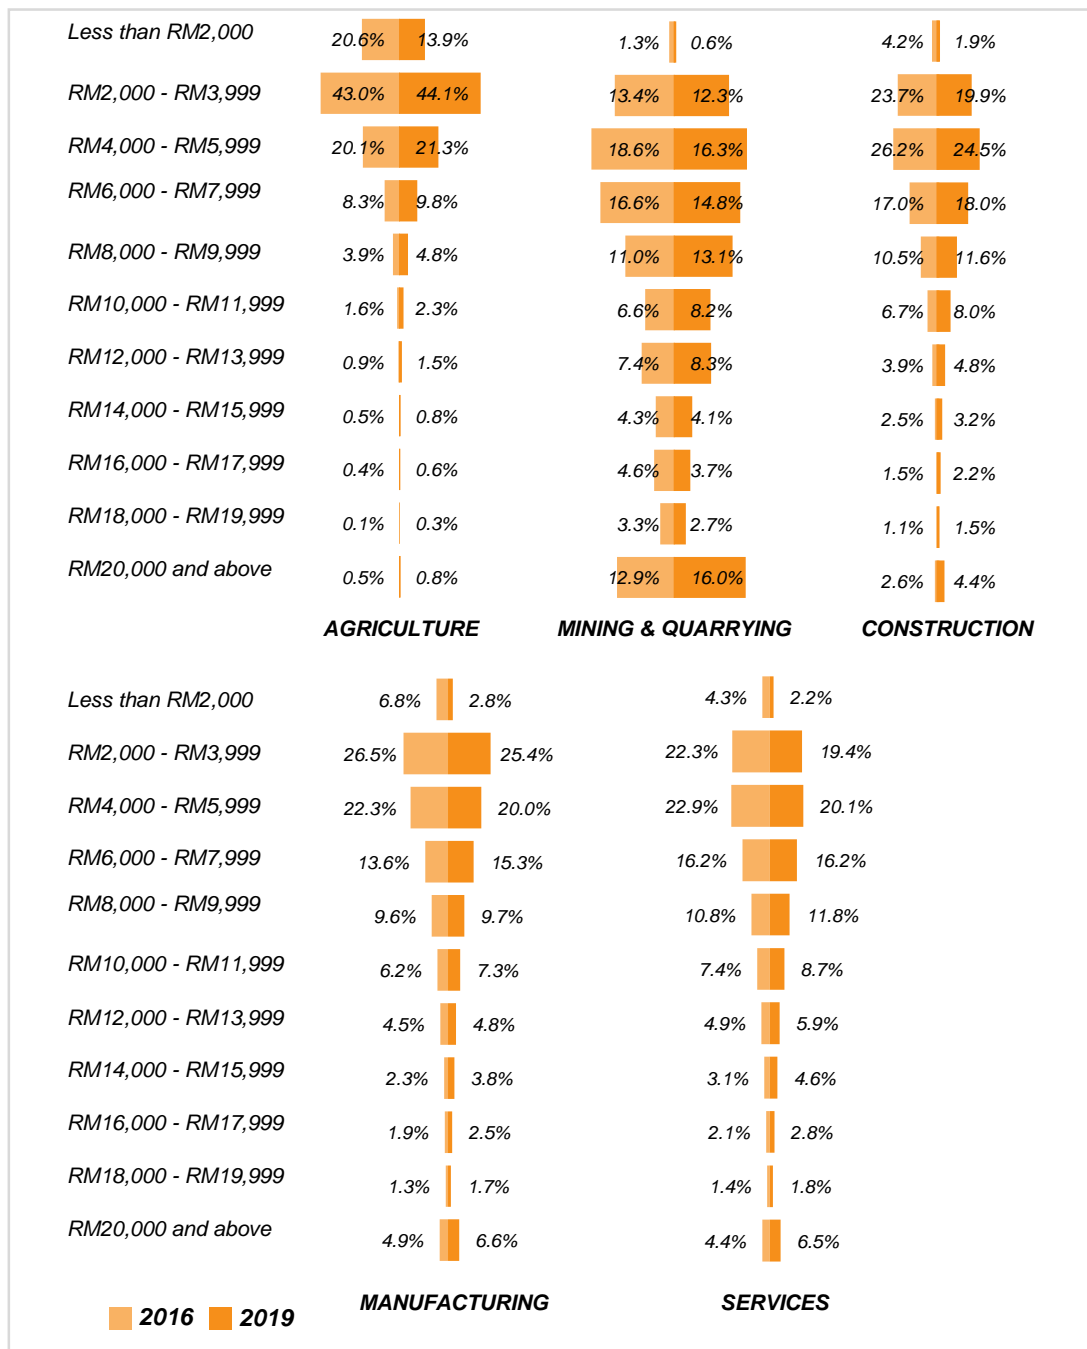 Less than RM2,000 20.6% 13.9% 1.3% 0.6% 4.2% 1.9%
RM2,000 - RM3,999 43.0% 44.1% 13.4% 12.3% 23.7% 19.9%
RM4,000 - RM5,999 20.1% 21.3% 18.6% 16.3% 26.2% 24.5%
RM6,000 - RM7,999 8.3% 9.8% 16.6% 14.8% 17.0% 18.0%
RM8,000 - RM9,999 3.9% 4.8% 11.0% 13.1% 10.5% 11.6%
RM10,000 - RM11,999 1.6% 2.3% 6.6% 8.2% 6.7% 8.0%
RM12,000 - RM13,999 0.9% 1.5% 7.4% 8.3% 3.9% 4.8%
RM14,000 - RM15,999 0.5% 0.8% 4.3% 4.1% 2.5% 3.2%
RM16,000 - RM17,999 0.4% 0.6% 4.6% 3.7% 1.5% 2.2%
RM18,000 - RM19,999 0.1% 0.3% 3.3% 2.7% 1.1% 1.5%
RM20,000 and above 0.5% 0.8% 12.9% 16.0% 2.6% 4.4%
AGRICULTURE MINING & QUARRYING CONSTRUCTION
Less than RM2,000 6.8% 2.8% 4.3% 2.2%
RM2,000 - RM3,999 26.5% 25.4% 22.3% 19.4%
RM4,000 - RM5,999 22.3% 20.0% 22.9% 20.1%
RM6,000 - RM7,999 13.6% 15.3% 16.2% 16.2%
RM8,000 - RM9,999 9.6% 9.7% 10.8% 11.8%
RM10,000 - RM11,999 6.2% 7.3% 7.4% 8.7%
RM12,000 - RM13,999 4.5% 4.8% 4.9% 5.9%
RM14,000 - RM15,999 2.3% 3.8% 3.1% 4.6%
RM16,000 - RM17,999 1.9% 2.5% 2.1% 2.8%
RM18,000 - RM19,999 1.3% 1.7% 1.4% 1.8%
RM20,000 and above 4.9% 6.6% 4.4% 6.5%
MANUFACTURING SERVICES
2016 2019